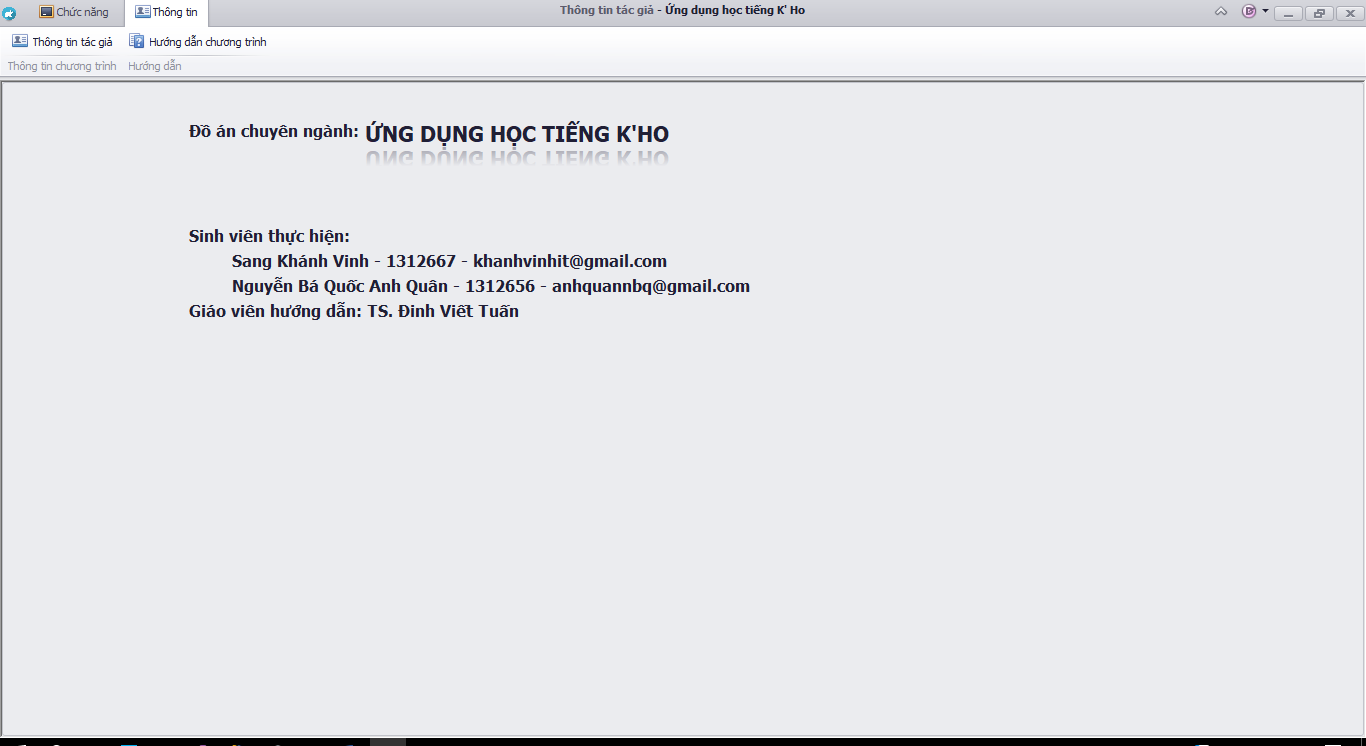 Chức năng
Thông tin
Thông tin tác giả - Ứng dụng học tiếng K' Ho
Thông tin tác giả
Hướng dẫn chương trình
Thông tin chương trình
Hướng dẫn
Đồ án chuyên ngành: ỨNG DỤNG HỌC TIẾNG K'HO
Sinh viên thực hiện:
Sang Khánh Vinh - 1312667 - khanhvinhit@gmail.com
Nguyễn Bá Quốc Anh Quân - 1312656 - anhquannbq@gmail.com
Giáo viên hướng dẫn: TS. Đinh Viết Tuấn